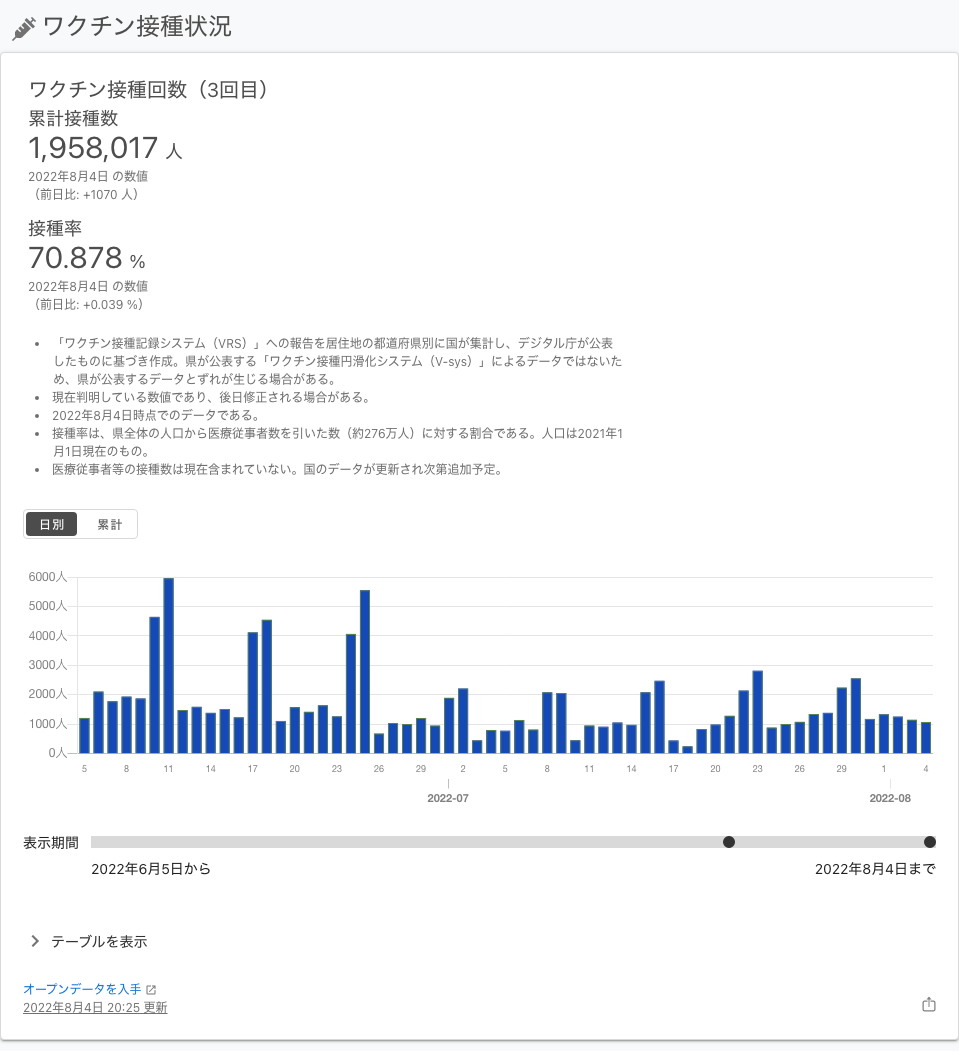 ワクチン接種状況
ワクチン接種回数（3回目）
累計接種数
1,958,017 人
2022年8月4日 の数値
（前日比: +1070 人）
接種率
70.878 %
2022年8月4日 の数値
（前日比: +0.039 %）
• 「ワクチン接種記録システム（VRS）」への報告を居住地の都道府県別に国が集計し、デジタル庁が公表
したものに基づき作成。県が公表する「ワクチン接種円滑化システム（V-sys）」によるデータではないた
め、県が公表するデータとずれが生じる場合がある。
• 現在判明している数値であり、後日修正される場合がある。
• 2022年8月4日時点でのデータである。
• 接種率は、県全体の人口から医療従事者数を引いた数（約276万人）に対する割合である。人口は2021年1
月1日現在のもの。
• 医療従事者等の接種数は現在含まれていない。国のデータが更新され次第追加予定。
日別 累計
6000人
5000人
4000人
3000人
2000人
1000人
0人
5 8 11 14 17 20 23 26 29 2 5 8 11 14 17 20 23 26 29 1 4
2022-07 2022-08
表示期間
2022年6月5日から 2022年8月4日まで
テーブルを表示
オープンデータを入手
2022年8月4日 20:25 更新